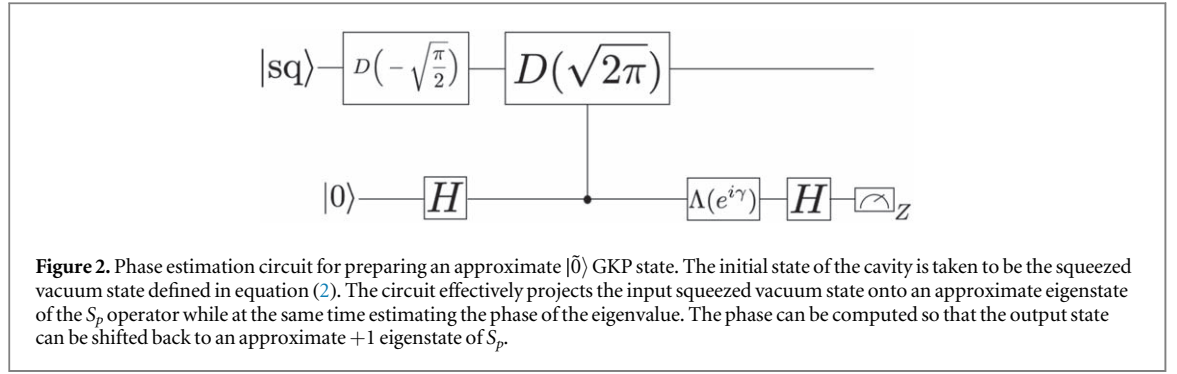 |sq⟩ D(−√π/2) D(√2π)
|0⟩ H Λ(e^{iγ}) H Z
Figure 2. Phase estimation circuit for preparing an approximate |0̃⟩ GKP state. The initial state of the cavity is taken to be the squeezed
vacuum state defined in equation (2). The circuit effectively projects the input squeezed vacuum state onto an approximate eigenstate
of the S_p operator while at the same time estimating the phase of the eigenvalue. The phase can be computed so that the output state
can be shifted back to an approximate +1 eigenstate of S_p.